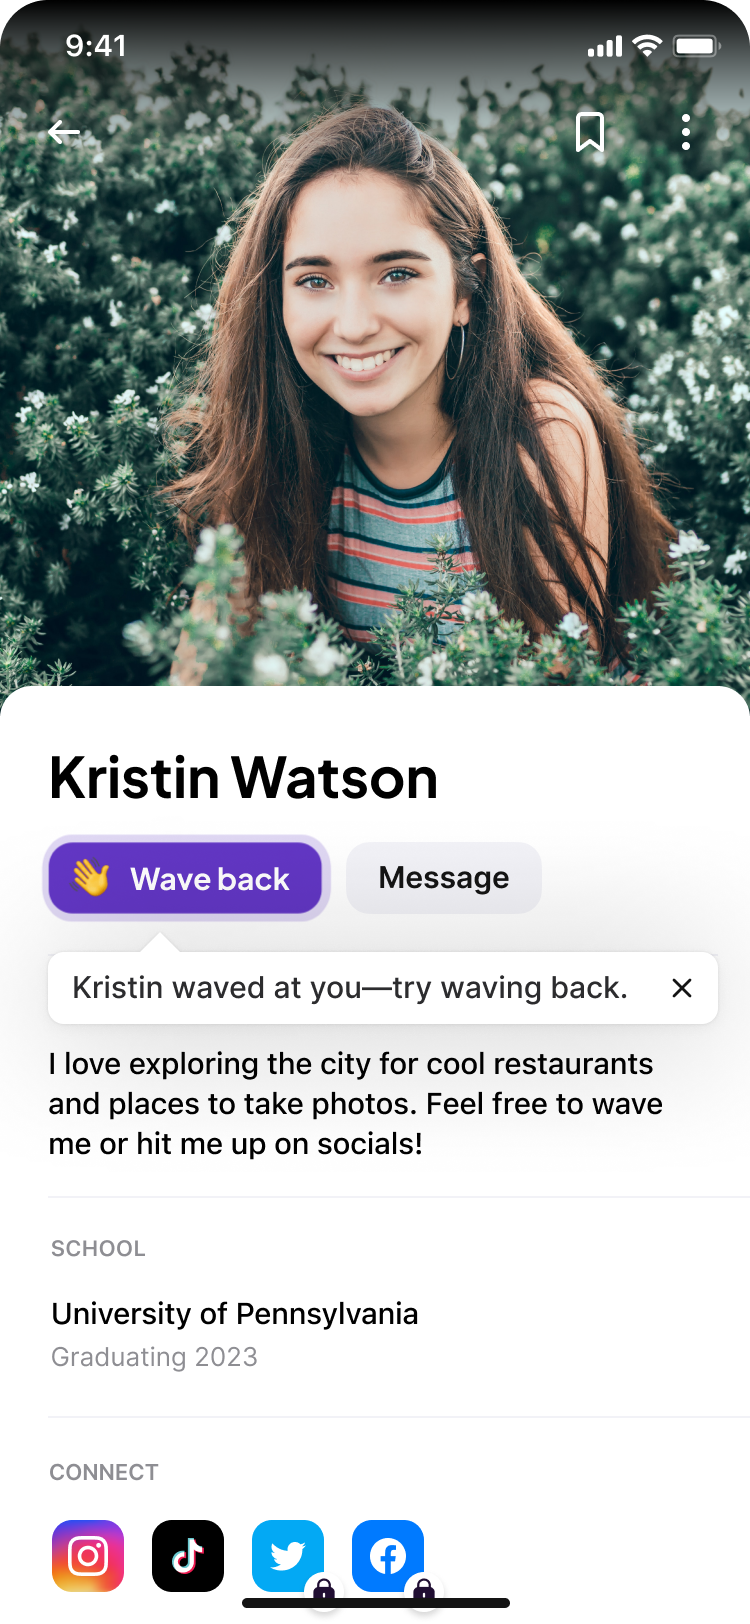 9:41
Kristin Watson
Wave back
Message
Kristin waved at you—try waving back.
I love exploring the city for cool restaurants
and places to take photos. Feel free to wave
me or hit me up on socials!
SCHOOL
University of Pennsylvania
Graduating 2023
CONNECT